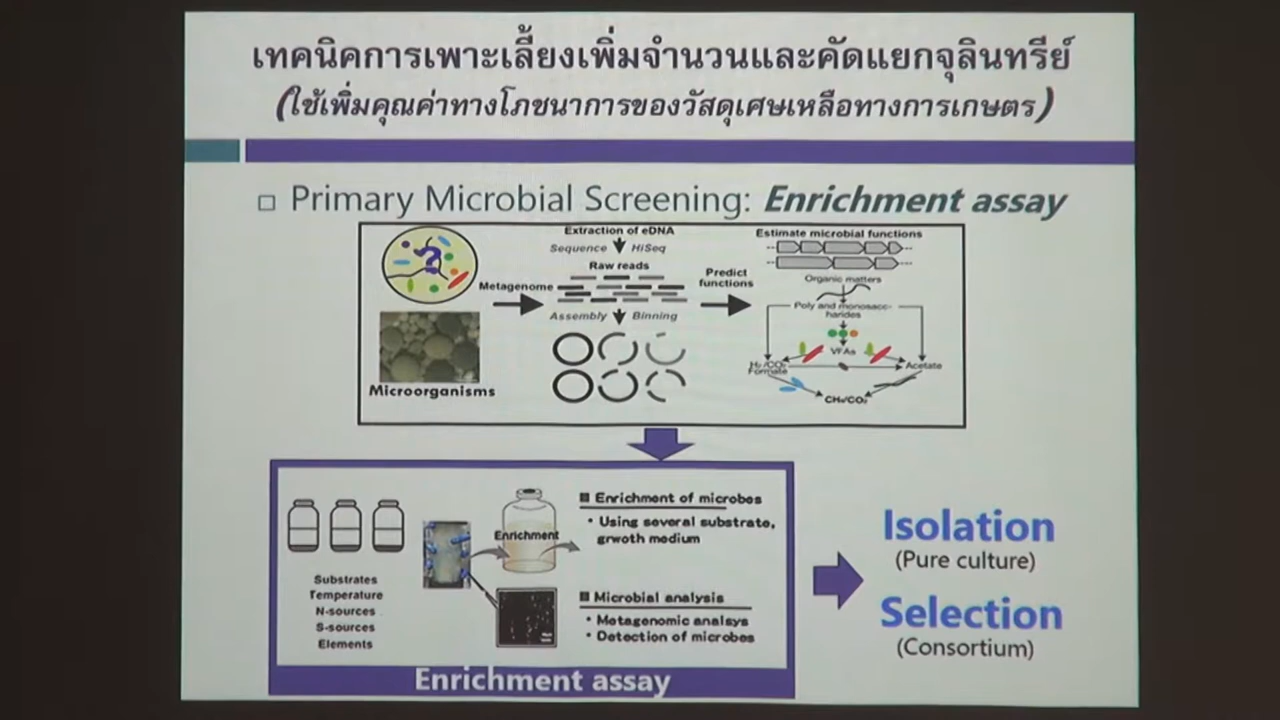 เทคนิคการเพาะเลี้ยงเพิ่มจำนวนและคัดแยกจุลินทรีย์
(ใช้เพิ่มคุณค่าทางโภชนาการของวัสดุเศษเหลือทางการเกษตร)
Primary Microbial Screening: Enrichment assay
Extraction of eDNA
Sequence HiSeq
Raw reads
Metagenome
Assembly Binning
Microorganisms
Predict
functions
Estimate microbial functions
Organic matters
Poly and monosacc-
harides
VFAs
H₂/CO₂
Formate
Acetate
CH₄/CO₂
Substrates
Temperature
N-sources
S-sources
Elements
Enrichment
■ Enrichment of microbes
• Using several substrate,
grwoth medium
■ Microbial analysis
• Metagenomic analsys
• Detection of microbes
Enrichment assay
Isolation
(Pure culture)
Selection
(Consortium)